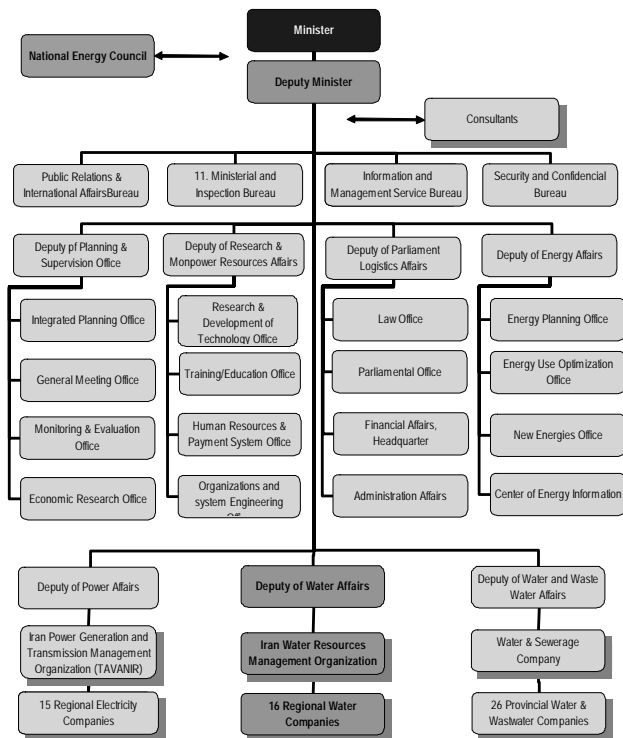 Minister
National Energy Council
Deputy Minister
Consultants
Public Relations &
International AffairsBureau
11. Ministerial and
Inspection Bureau
Information and
Management Service Bureau
Security and Confidencial
Bureau
Deputy pf Planning &
Supervision Office
Deputy of Research &
Monpower Resources Affairs
Deputy of Parliament
Logistics Affairs
Deputy of Energy Affairs
Integrated Planning Office
Research &
Development of
Technology Office
Law Office
Energy Planning Office
General Meeting Office
Training/Education Office
Parliamental Office
Energy Use Optimization
Office
Monitoring & Evaluation
Office
Human Resources &
Payment System Office
Financial Affairs,
Headquarter
New Energies Office
Economic Research Office
Organizations and
system Engineering
Administration Affairs
Center of Energy Information
Deputy of Power Affairs
Deputy of Water Affairs
Deputy of Water and Waste
Water Affairs
Iran Power Generation and
Transmission Management
Organization (TAVANIR)
Iran Water Resources
Management Organization
Water & Sewerage
Company
15 Regional Electricity
Companies
16 Regional Water
Companies
26 Provincial Water &
Wastwater Companies